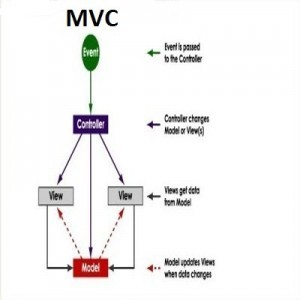 MVC
Event
Event is passed
to the Controller
Controller
Controller changes
Model or View(s)
View
View
Views get data
from Model
Model
Model updates Views
when data changes